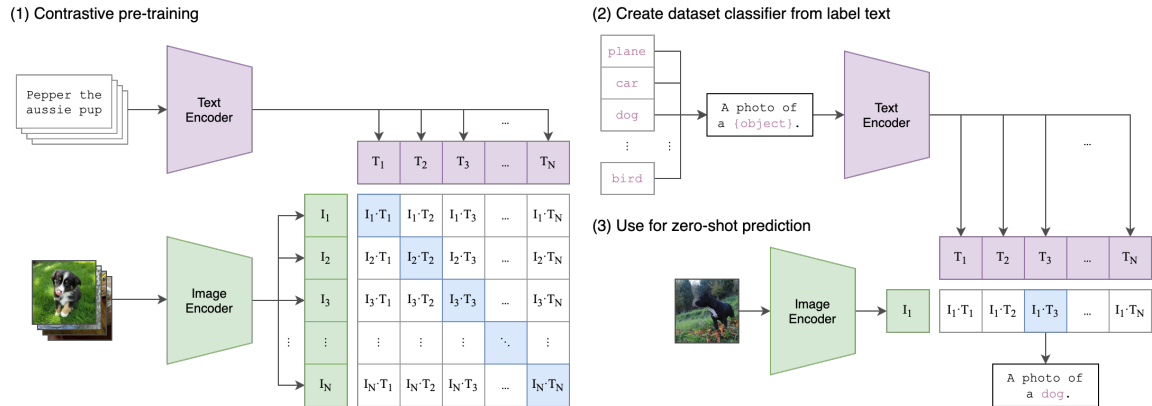 (1) Contrastive pre-training
Pepper the
aussie pup
Text
Encoder
...
T1 T2 T3 ... TN
Image
Encoder
I1 I1·T1 I1·T2 I1·T3 ... I1·TN
I2 I2·T1 I2·T2 I2·T3 ... I2·TN
I3 I3·T1 I3·T2 I3·T3 ... I3·TN
⋮ ⋮ ⋮ ⋮ ⋮ ⋱ ⋮
IN IN·T1 IN·T2 IN·T3 ... IN·TN
(2) Create dataset classifier from label text
plane
car
dog
⋮ ⋮
bird
A photo of
a {object}.
Text
Encoder
...
(3) Use for zero-shot prediction
T1 T2 T3 ... TN
Image
Encoder
I1 I1·T1 I1·T2 I1·T3 ... I1·TN
A photo of
a dog.